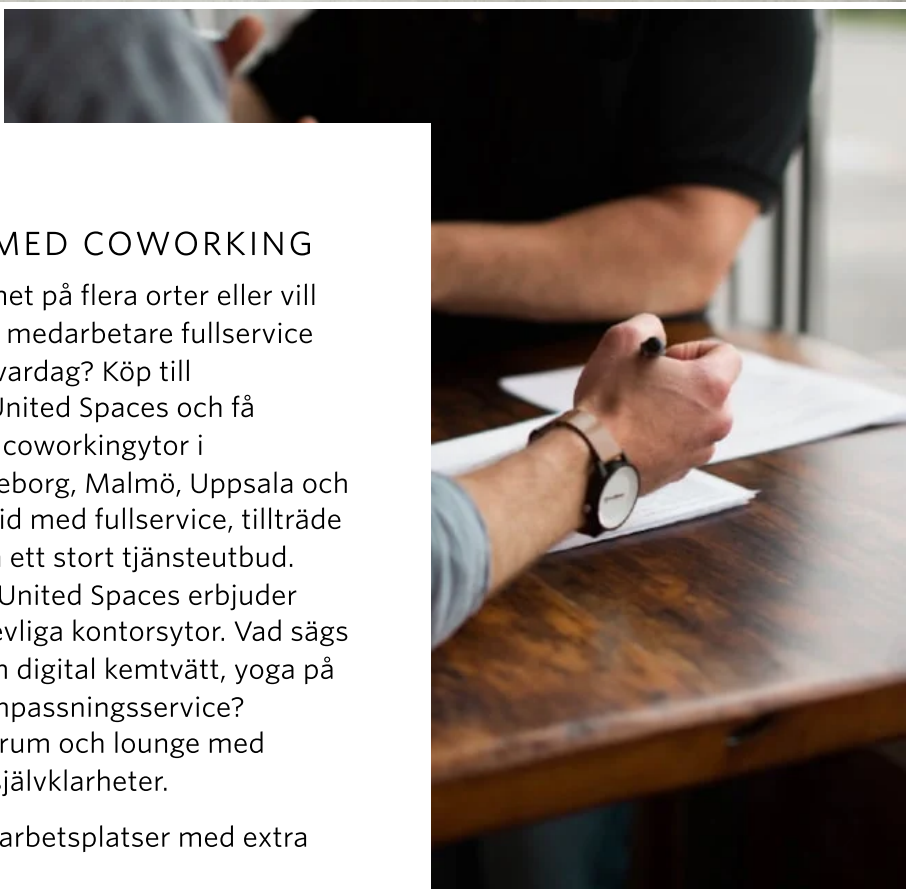 MED COWORKING
het på flera orter eller vill
medarbetare fullservice
vardag? Köp till
United Spaces och få
coworkingytor i
eborg, Malmö, Uppsala och
id med fullservice, tillträde
ett stort tjänsteutbud.
United Spaces erbjuder
evliga kontorsytor. Vad sägs
digital kemtvätt, yoga på
npassningsservice?
rum och lounge med
självklarheter.
arbetsplatser med extra